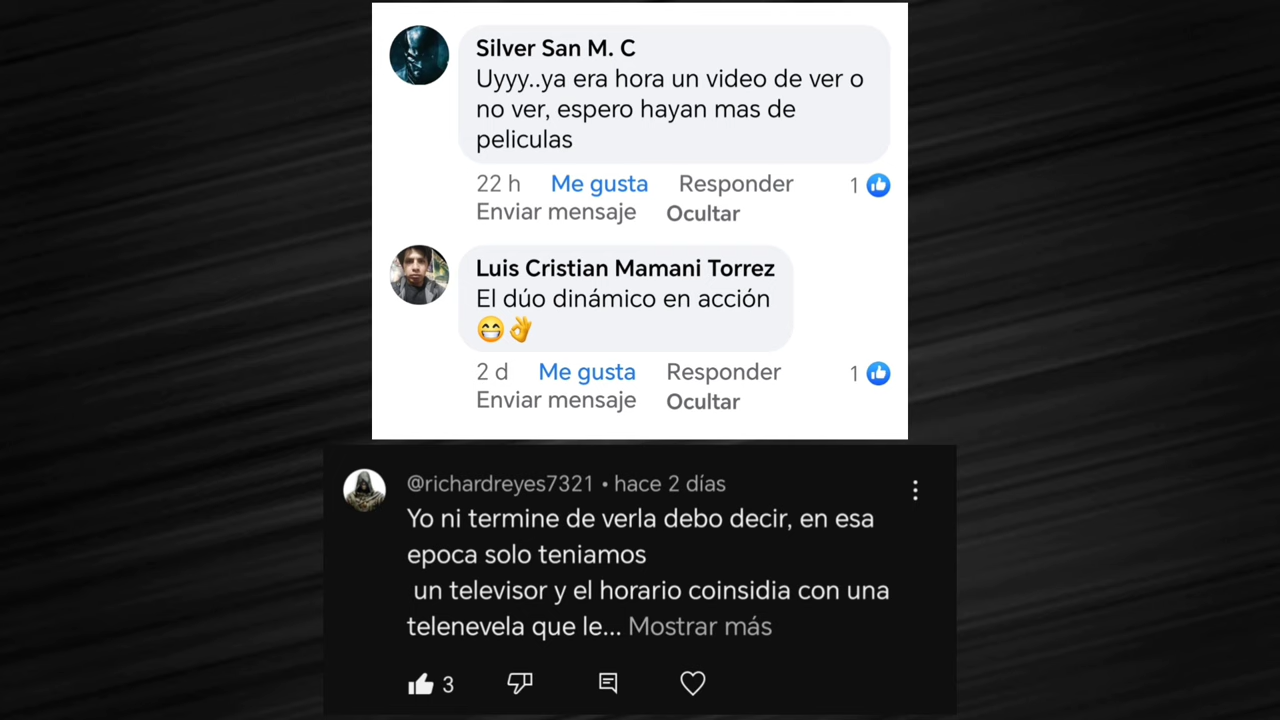 Silver San M. C
Uyyy..ya era hora un video de ver o
no ver, espero hayan mas de
peliculas
22 h Me gusta Responder 1
Enviar mensaje Ocultar
Luis Cristian Mamani Torrez
El dúo dinámico en acción
😁👌
2 d Me gusta Responder 1
Enviar mensaje Ocultar
@richardreyes7321 • hace 2 días
Yo ni termine de verla debo decir, en esa
epoca solo teniamos
un televisor y el horario coinsidia con una
telenevela que le... Mostrar más
3